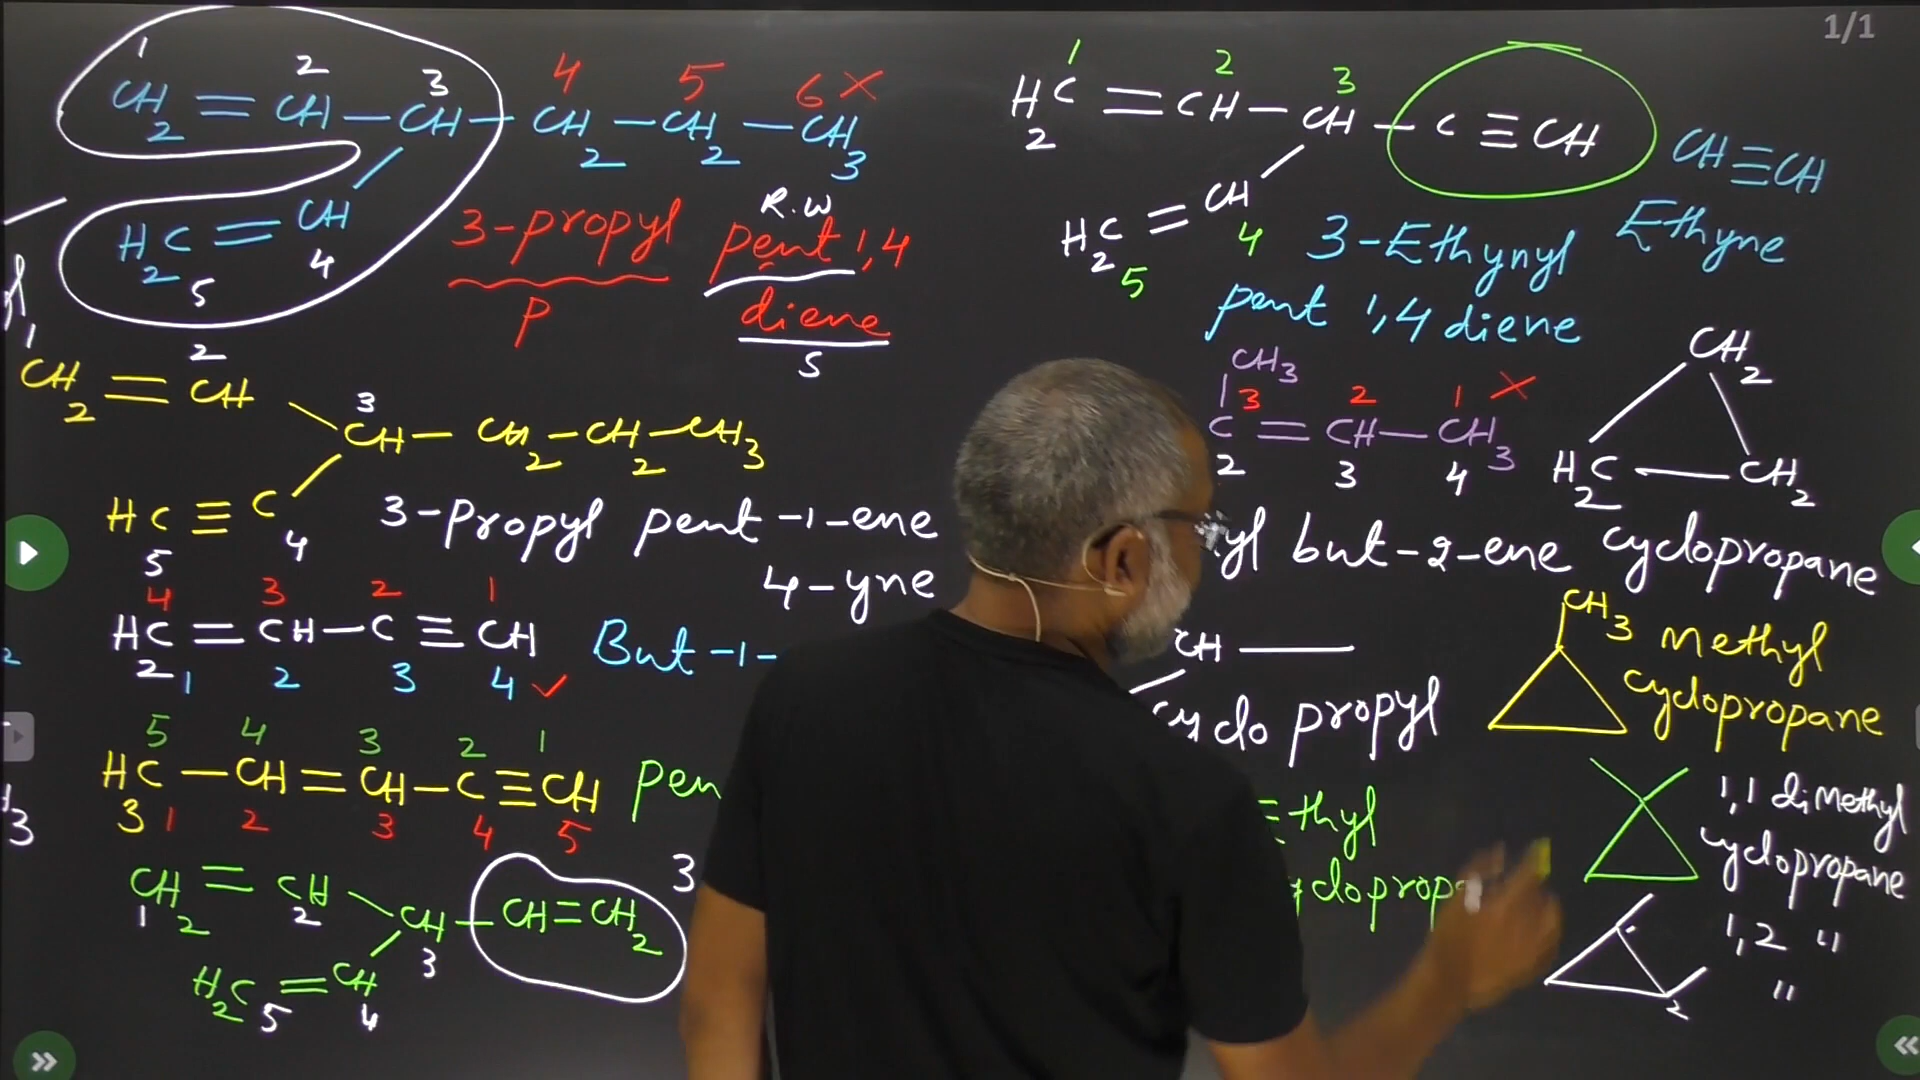 1/1
1 2 3 4 5 6 ×
CH2 = CH — CH — CH2 — CH2 — CH3
H2C = CH
5 4
3-propyl pent 1,4
R.W
diene
P
S
1 2 3
CH2 = CH CH — CH2 — CH2 — CH3
HC ≡ C
5 4
3-propyl pent-1-ene
4-yne
4 3 2 1
H2C = CH — C ≡ CH But-1-
1 2 3 4 ✓
5 4 3 2 1
H3C — CH = CH — C ≡ CH pen
1 2 3 4 5
CH2 = CH CH — CH = CH2 3
1 2 3
H2C = CH
5 4
1 2 3
H2C = CH — CH — C ≡ CH
H2C = CH
5 4
CH ≡ CH
Ethyne
3-Ethynyl
pent 1,4 diene
CH3
3 2 1 ×
C = CH — CH3
2 3 4
yl but-2-ene
CH2
H2C — CH2
cyclopropane
CH
cyclo propyl
CH3
Methyl
cyclopropane
Ethyl
cyclopropa
1,1 dimethyl
cyclopropane
1,2 "
"
2